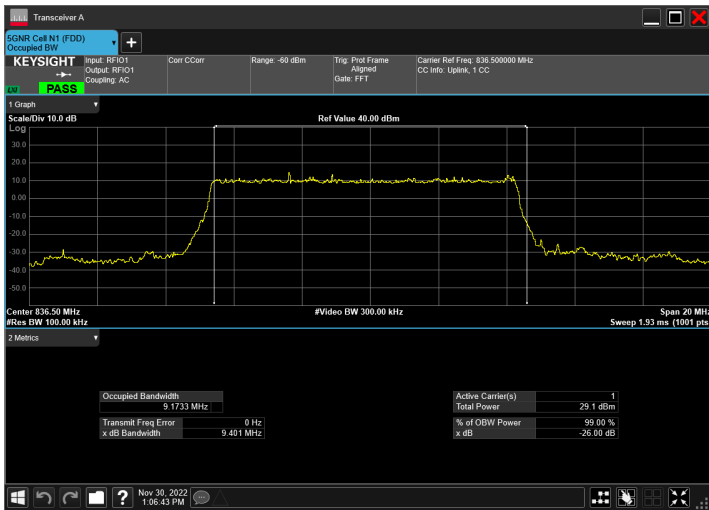 Transceiver A
5GNR Cell N1 (FDD)
Occupied BW
KEYSIGHT
LXI
PASS
Input: RFIO1
Output: RFIO1
Coupling: AC
Corr CCorr
Range: -60 dBm
Trig: Prot Frame
Aligned
Gate: FFT
Carrier Ref Freq: 836.500000 MHz
CC Info: Uplink, 1 CC
1 Graph
Scale/Div 10.0 dB
Ref Value 40.00 dBm
Log
30.0
20.0
10.0
0.00
-10.0
-20.0
-30.0
-40.0
-50.0
Center 836.50 MHz
#Video BW 300.00 kHz
Span 20 MHz
#Res BW 100.00 kHz
Sweep 1.93 ms (1001 pts)
2 Metrics
Occupied Bandwidth
9.1733 MHz
Transmit Freq Error 0 Hz
x dB Bandwidth 9.401 MHz
Active Carrier(s) 1
Total Power 29.1 dBm
% of OBW Power 99.00 %
x dB -26.00 dB
Nov 30, 2022
1:06:43 PM